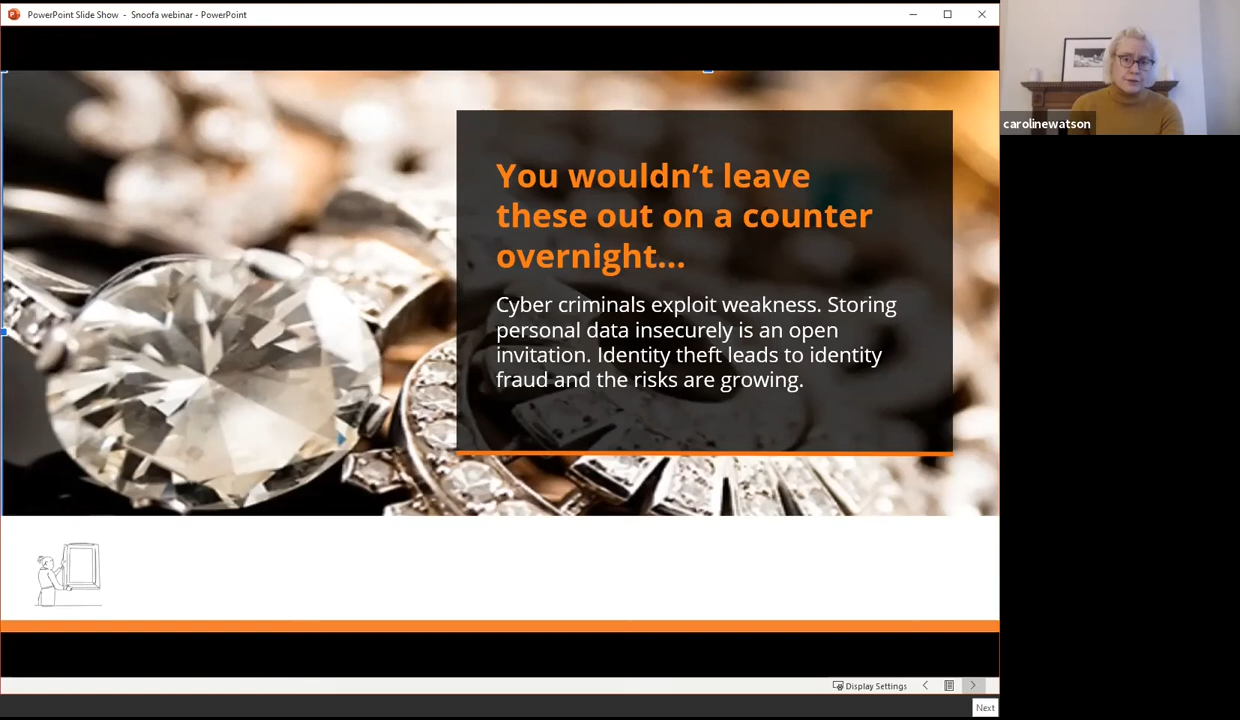 PowerPoint Slide Show - Snoofa webinar - PowerPoint
carolinewatson
You wouldn’t leave
these out on a counter
overnight...
Cyber criminals exploit weakness. Storing
personal data insecurely is an open
invitation. Identity theft leads to identity
fraud and the risks are growing.
Display Settings
Next